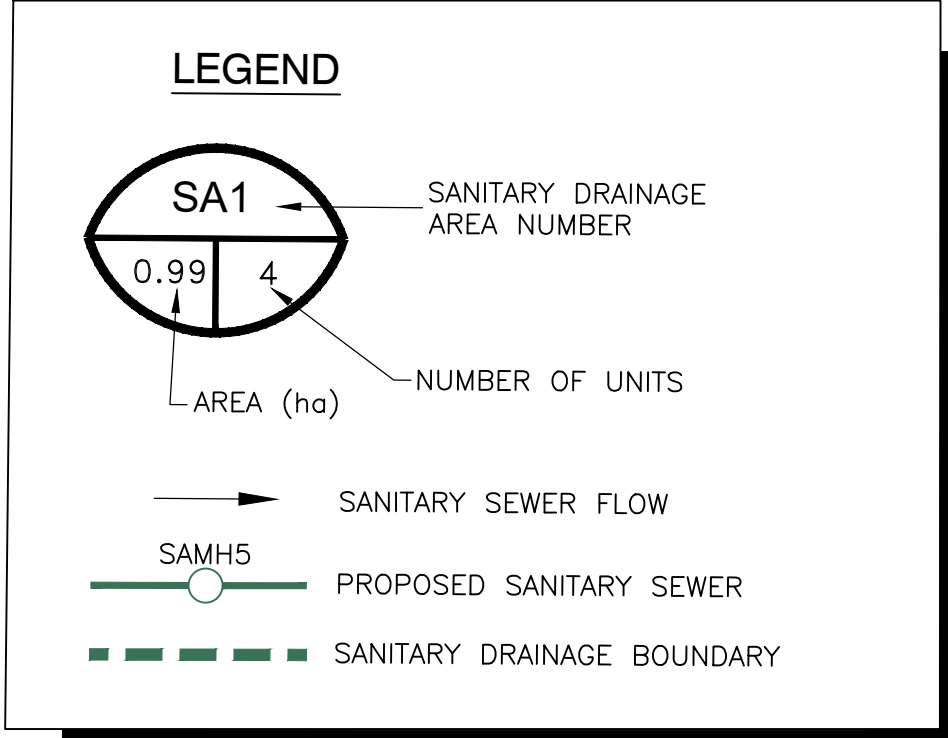 LEGEND
SA1
SANITARY DRAINAGE
AREA NUMBER
0.99
4
NUMBER OF UNITS
AREA (ha)
SANITARY SEWER FLOW
SAMH5
PROPOSED SANITARY SEWER
SANITARY DRAINAGE BOUNDARY